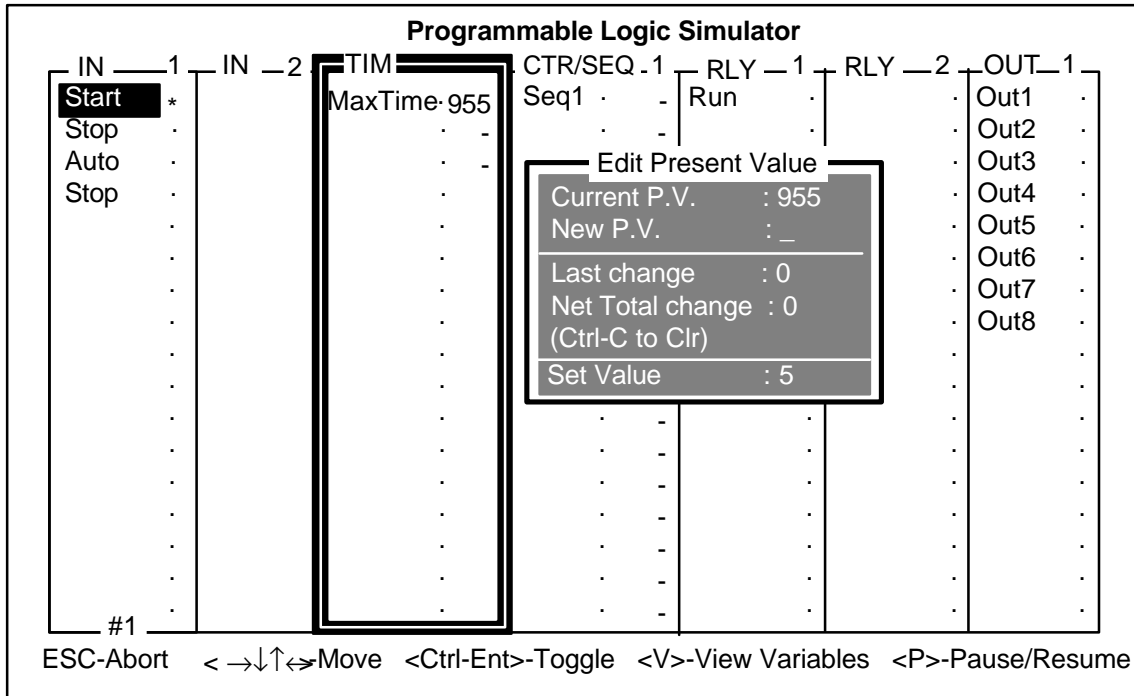 Programmable Logic Simulator
IN 1 IN 2 TIM CTR/SEQ 1 RLY 1 RLY 2 OUT 1
Start * MaxTime· 955 Seq1 · - Run · · Out1 ·
Stop · · - · - · · Out2 ·
Auto · · - Edit Present Value · Out3 ·
Stop · · Current P.V. : 955 · Out4 ·
· · New P.V. : _ · Out5 ·
· · Last change : 0 · Out6 ·
· · Net Total change : 0 · Out7 ·
· · (Ctrl-C to Clr) · Out8 ·
· · Set Value : 5 · ·
· · · - · · ·
· · · - · · ·
· · · - · · ·
· · · - · · ·
· · · - · · ·
· · · - · · ·
· · · - · · ·
#1
ESC-Abort < →↓↑↔>-Move <Ctrl-Ent>-Toggle <V>-View Variables <P>-Pause/Resume